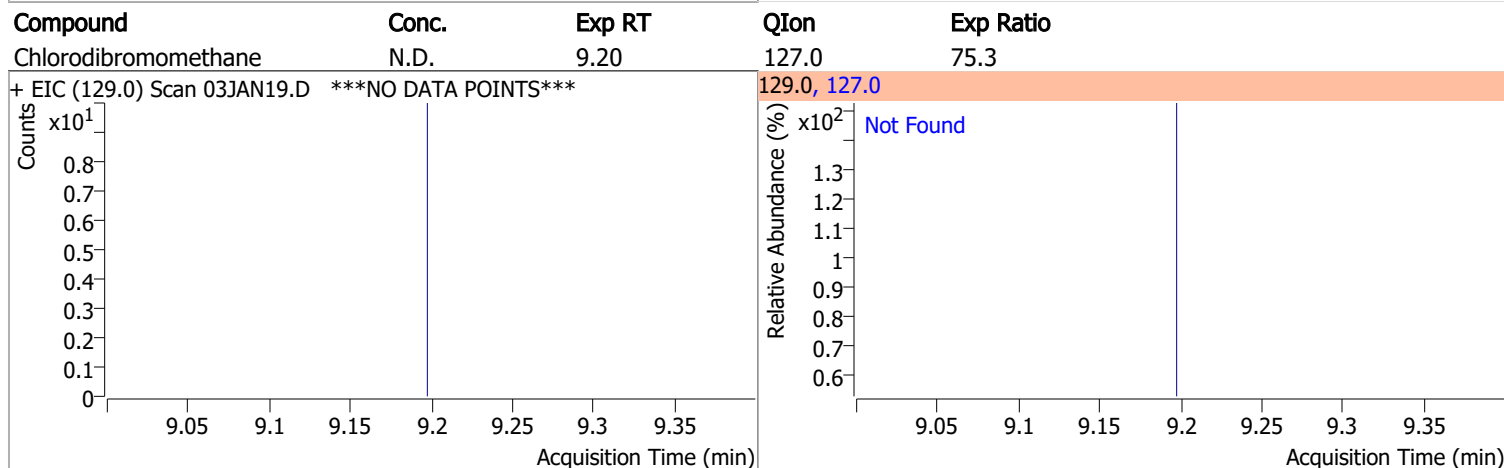 Compound Conc. Exp RT QIon Exp Ratio
Chlorodibromomethane N.D. 9.20 127.0 75.3
+ EIC (129.0) Scan 03JAN19.D ***NO DATA POINTS***
Counts
x10¹
0.8
0.7
0.6
0.5
0.4
0.3
0.2
0.1
0
9.05 9.1 9.15 9.2 9.25 9.3 9.35
Acquisition Time (min)
129.0, 127.0
Relative Abundance (%)
x10²
Not Found
1.3
1.2
1.1
1
0.9
0.8
0.7
0.6
9.05 9.1 9.15 9.2 9.25 9.3 9.35
Acquisition Time (min)